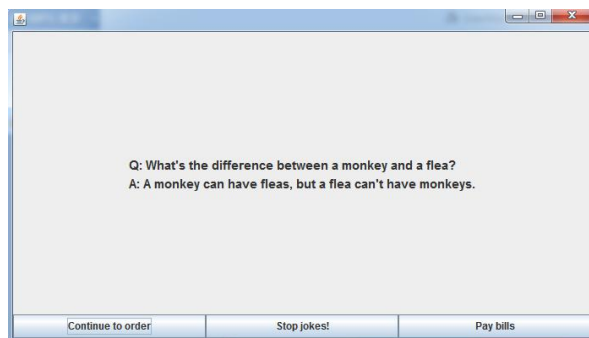 Q: What's the difference between a monkey and a flea?
A: A monkey can have fleas, but a flea can't have monkeys.
Continue to order
Stop jokes!
Pay bills